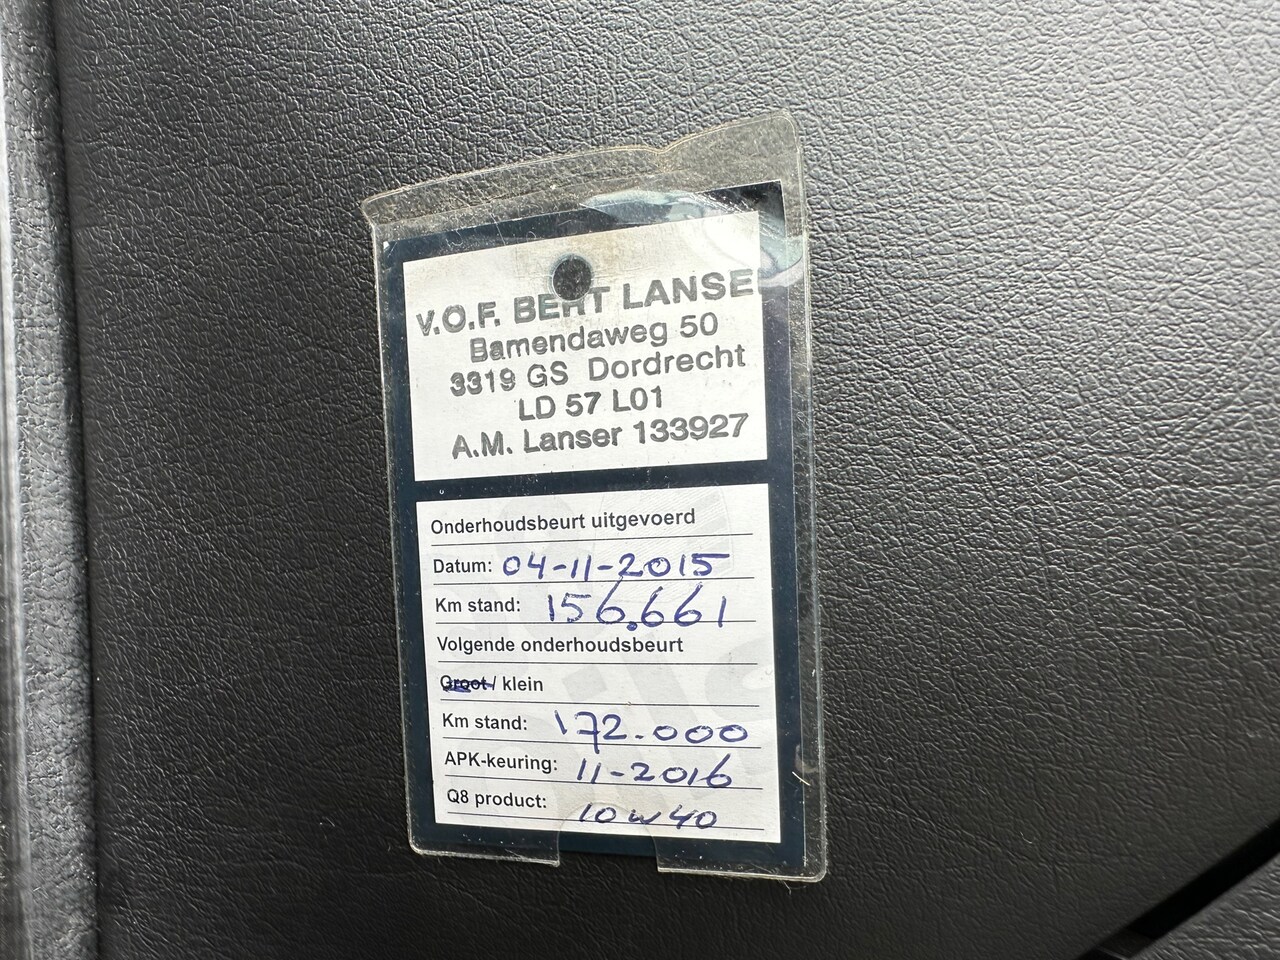 V.O.F. BERT LANSER
Bamendaweg 50
3319 GS Dordrecht
LD 57 L01
A.M. Lanser 133927
Onderhoudsbeurt uitgevoerd
Datum: 04-11-2015
Km stand: 156.661
Volgende onderhoudsbeurt
Groot / klein
Km stand: 172.000
APK-keuring: 11-2016
Q8 product: 10w40